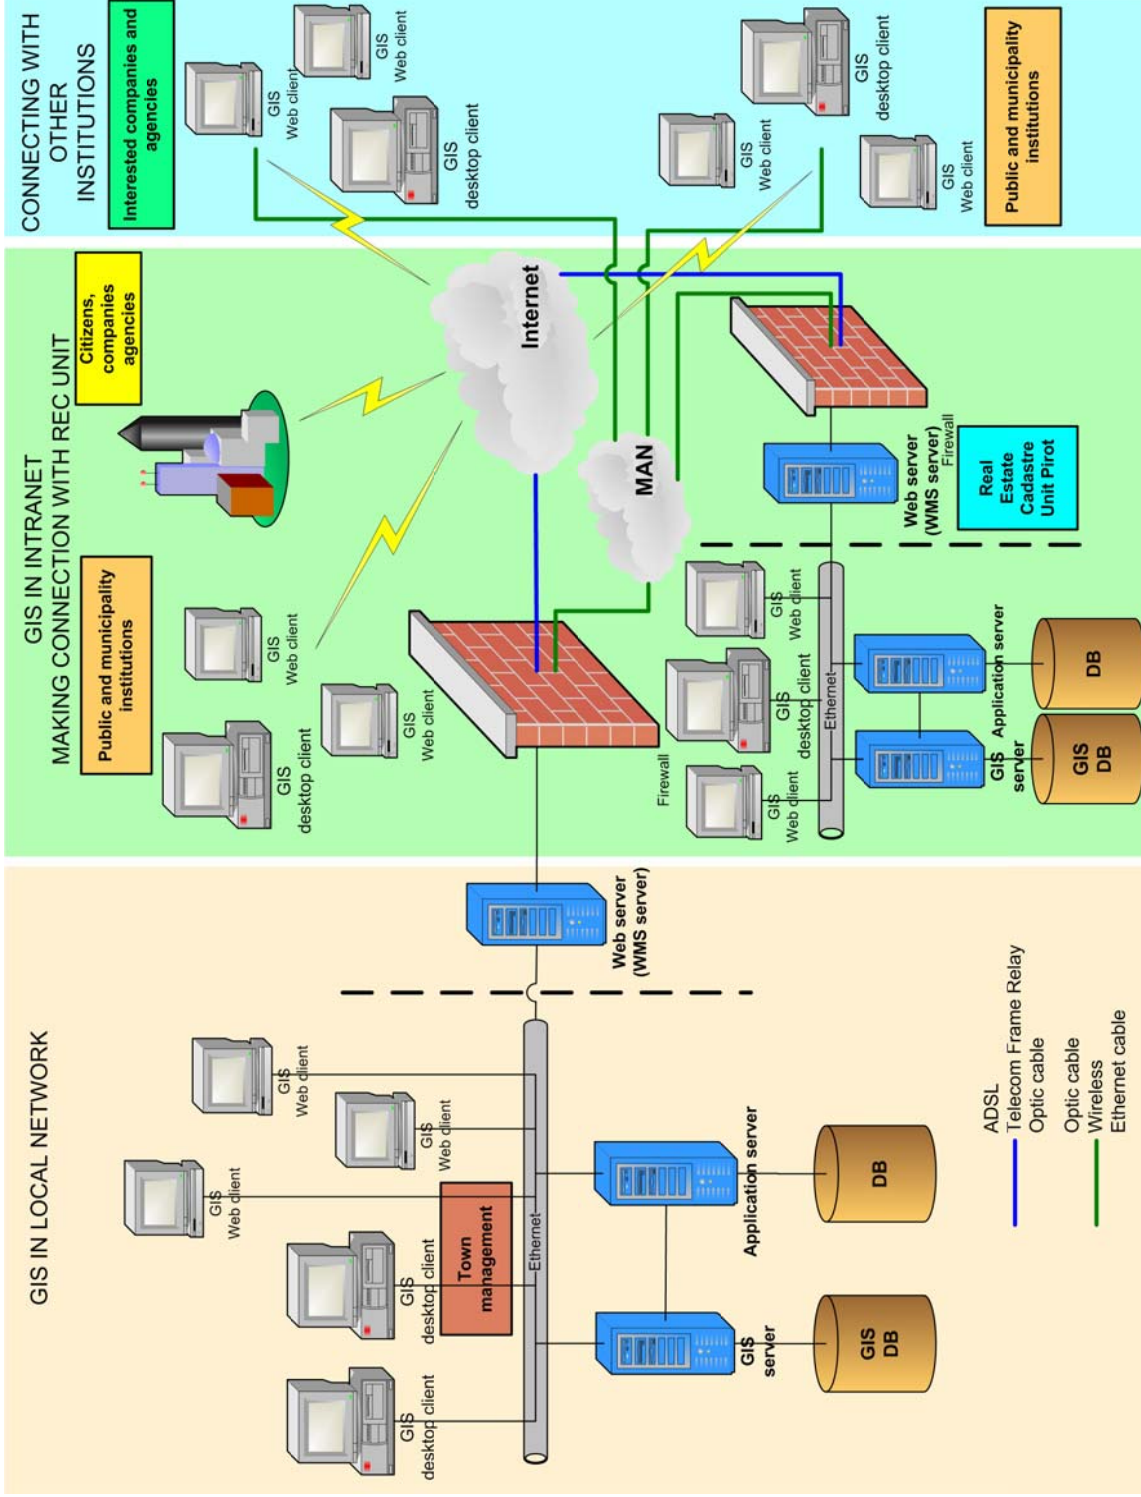 GIS IN LOCAL NETWORK
GIS
Web client
GIS
Web client
GIS
Web client
GIS
desktop client
GIS
desktop client
Town
management
Ethernet
GIS
server
Application server
GIS
DB
DB
Web server
(WMS server)
ADSL
Telecom Frame Relay
Optic cable
Optic cable
Wireless
Ethernet cable
GIS IN INTRANET
MAKING CONNECTION WITH REC UNIT
Public and municipality
institutions
Citizens,
companies
agencies
GIS
desktop client
GIS
Web client
GIS
Web client
Firewall
Internet
MAN
GIS
Web client
GIS
desktop client
GIS
Web client
Ethernet
GIS
server
Application server
GIS
DB
DB
Web server
(WMS server)
Firewall
Real
Estate
Cadastre
Unit Pirot
CONNECTING WITH
OTHER
INSTITUTIONS
Interested companies and
agencies
GIS
Web client
GIS
Web client
GIS
desktop client
GIS
Web client
GIS
desktop client
GIS
Web client
Public and municipality
institutions